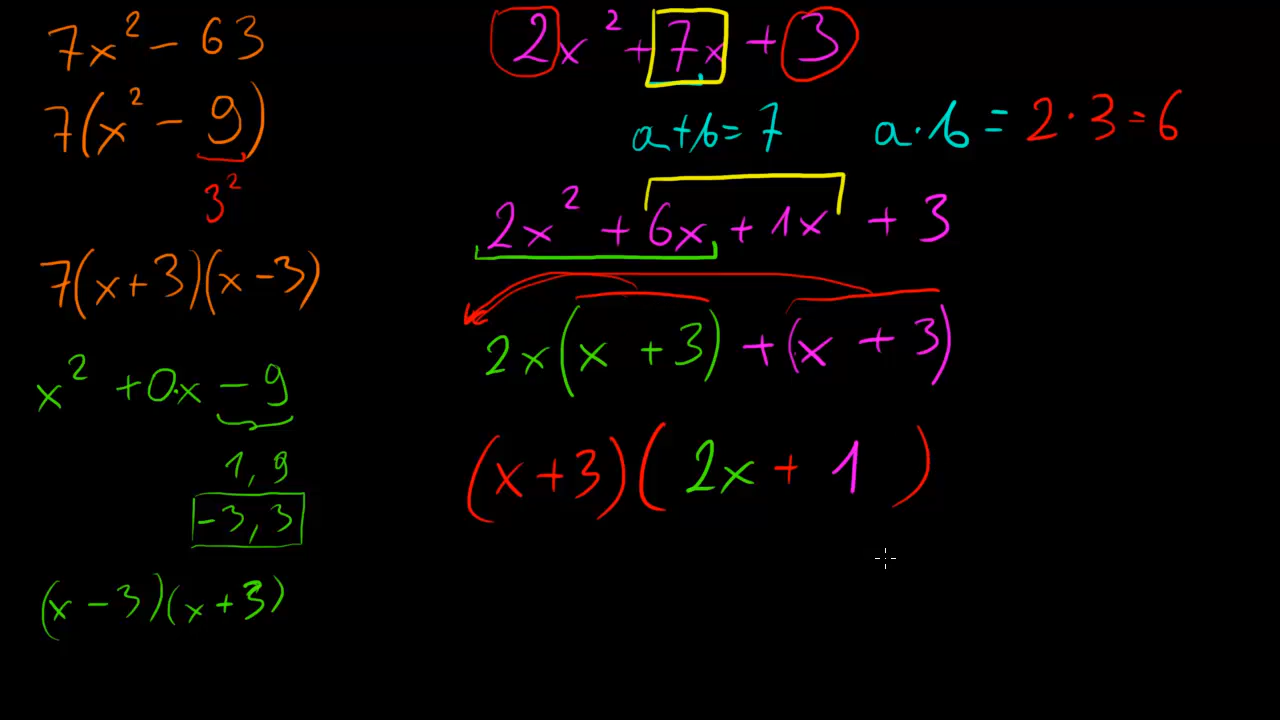 7x² − 63
7(x² − 9)
3²
7(x+3)(x−3)
x² +0·x −9
1, 9
−3, 3
(x−3)(x+3)
2x² + 7x + 3
a+b=7
a·b = 2·3=6
2x² + 6x + 1x + 3
2x(x + 3) + (x + 3)
(x+3)(2x + 1)